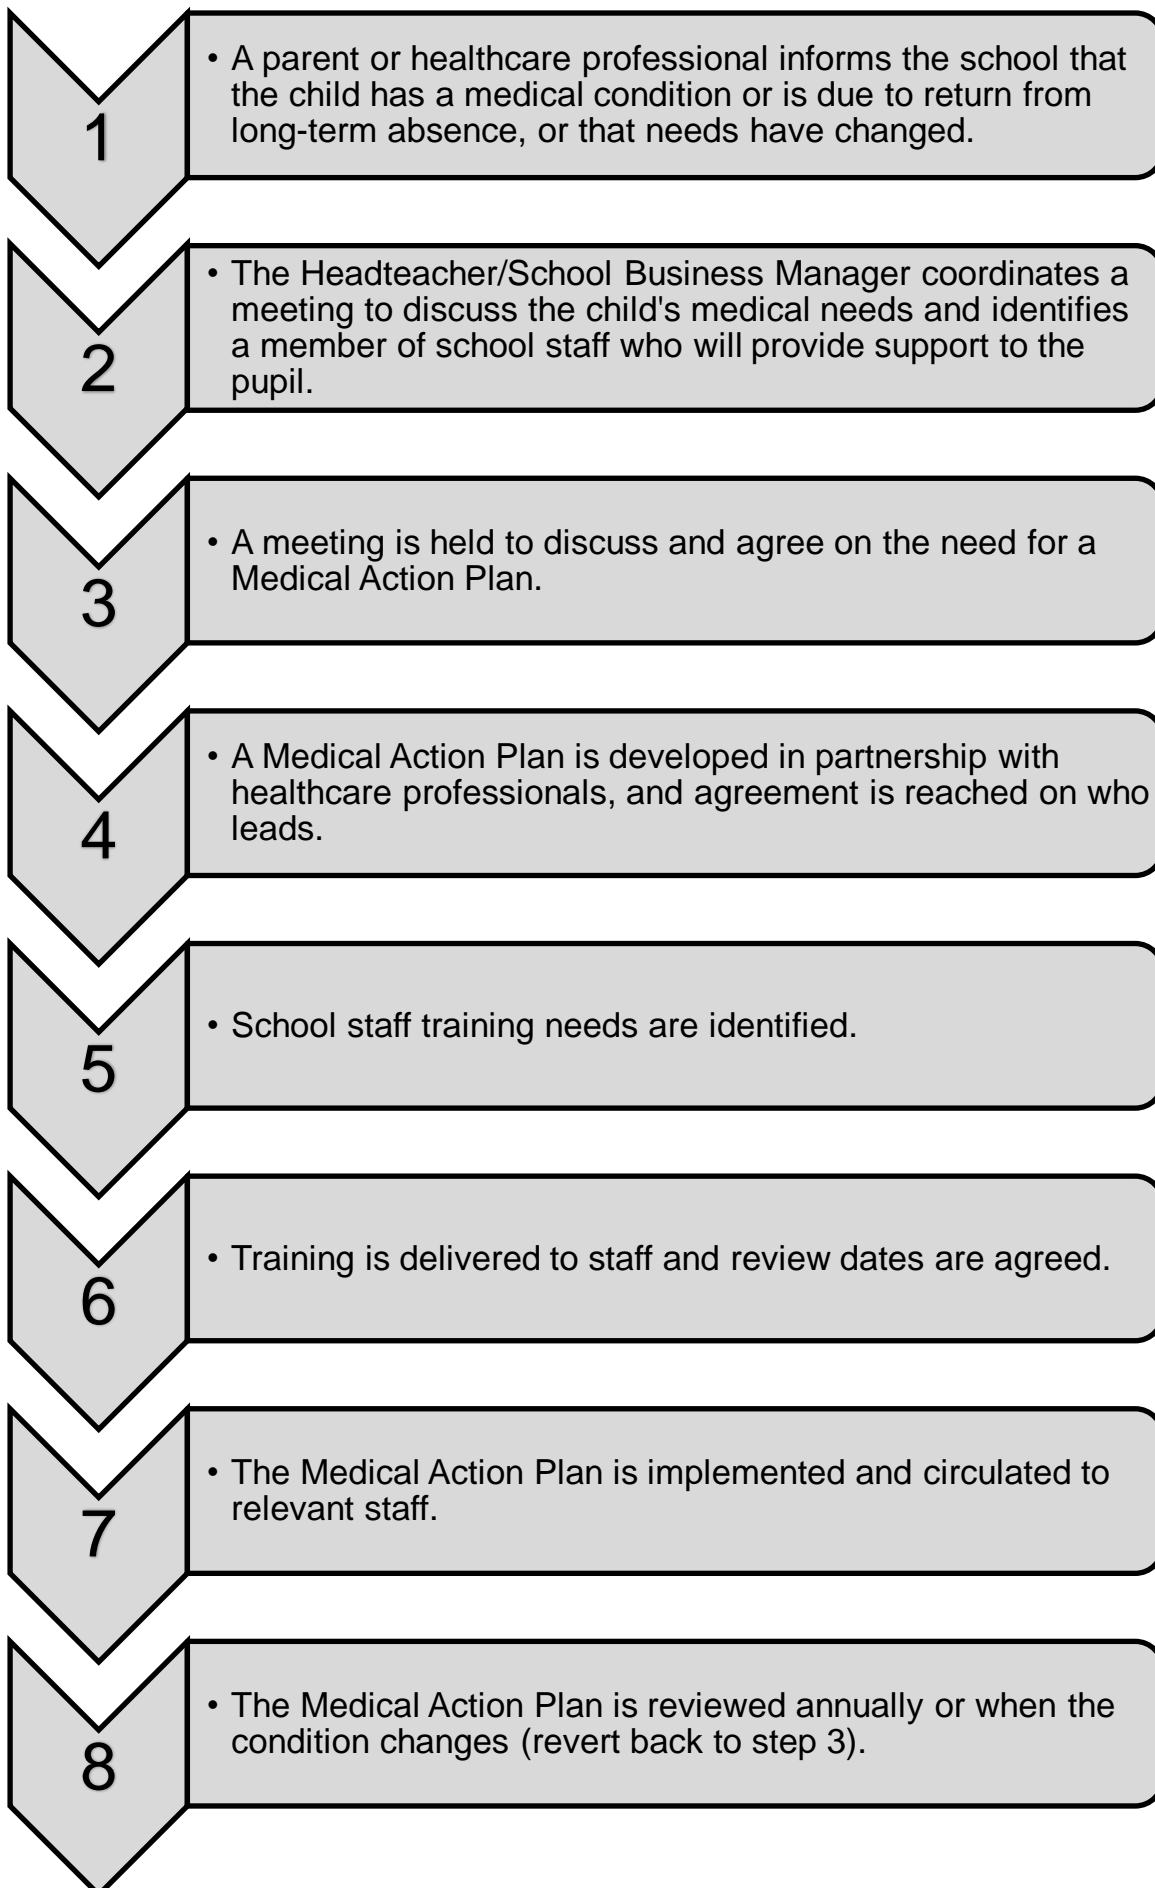 1
• A parent or healthcare professional informs the school that
the child has a medical condition or is due to return from
long-term absence, or that needs have changed.
2
• The Headteacher/School Business Manager coordinates a
meeting to discuss the child's medical needs and identifies
a member of school staff who will provide support to the
pupil.
3
• A meeting is held to discuss and agree on the need for a
Medical Action Plan.
4
• A Medical Action Plan is developed in partnership with
healthcare professionals, and agreement is reached on who
leads.
5
• School staff training needs are identified.
6
• Training is delivered to staff and review dates are agreed.
7
• The Medical Action Plan is implemented and circulated to
relevant staff.
8
• The Medical Action Plan is reviewed annually or when the
condition changes (revert back to step 3).